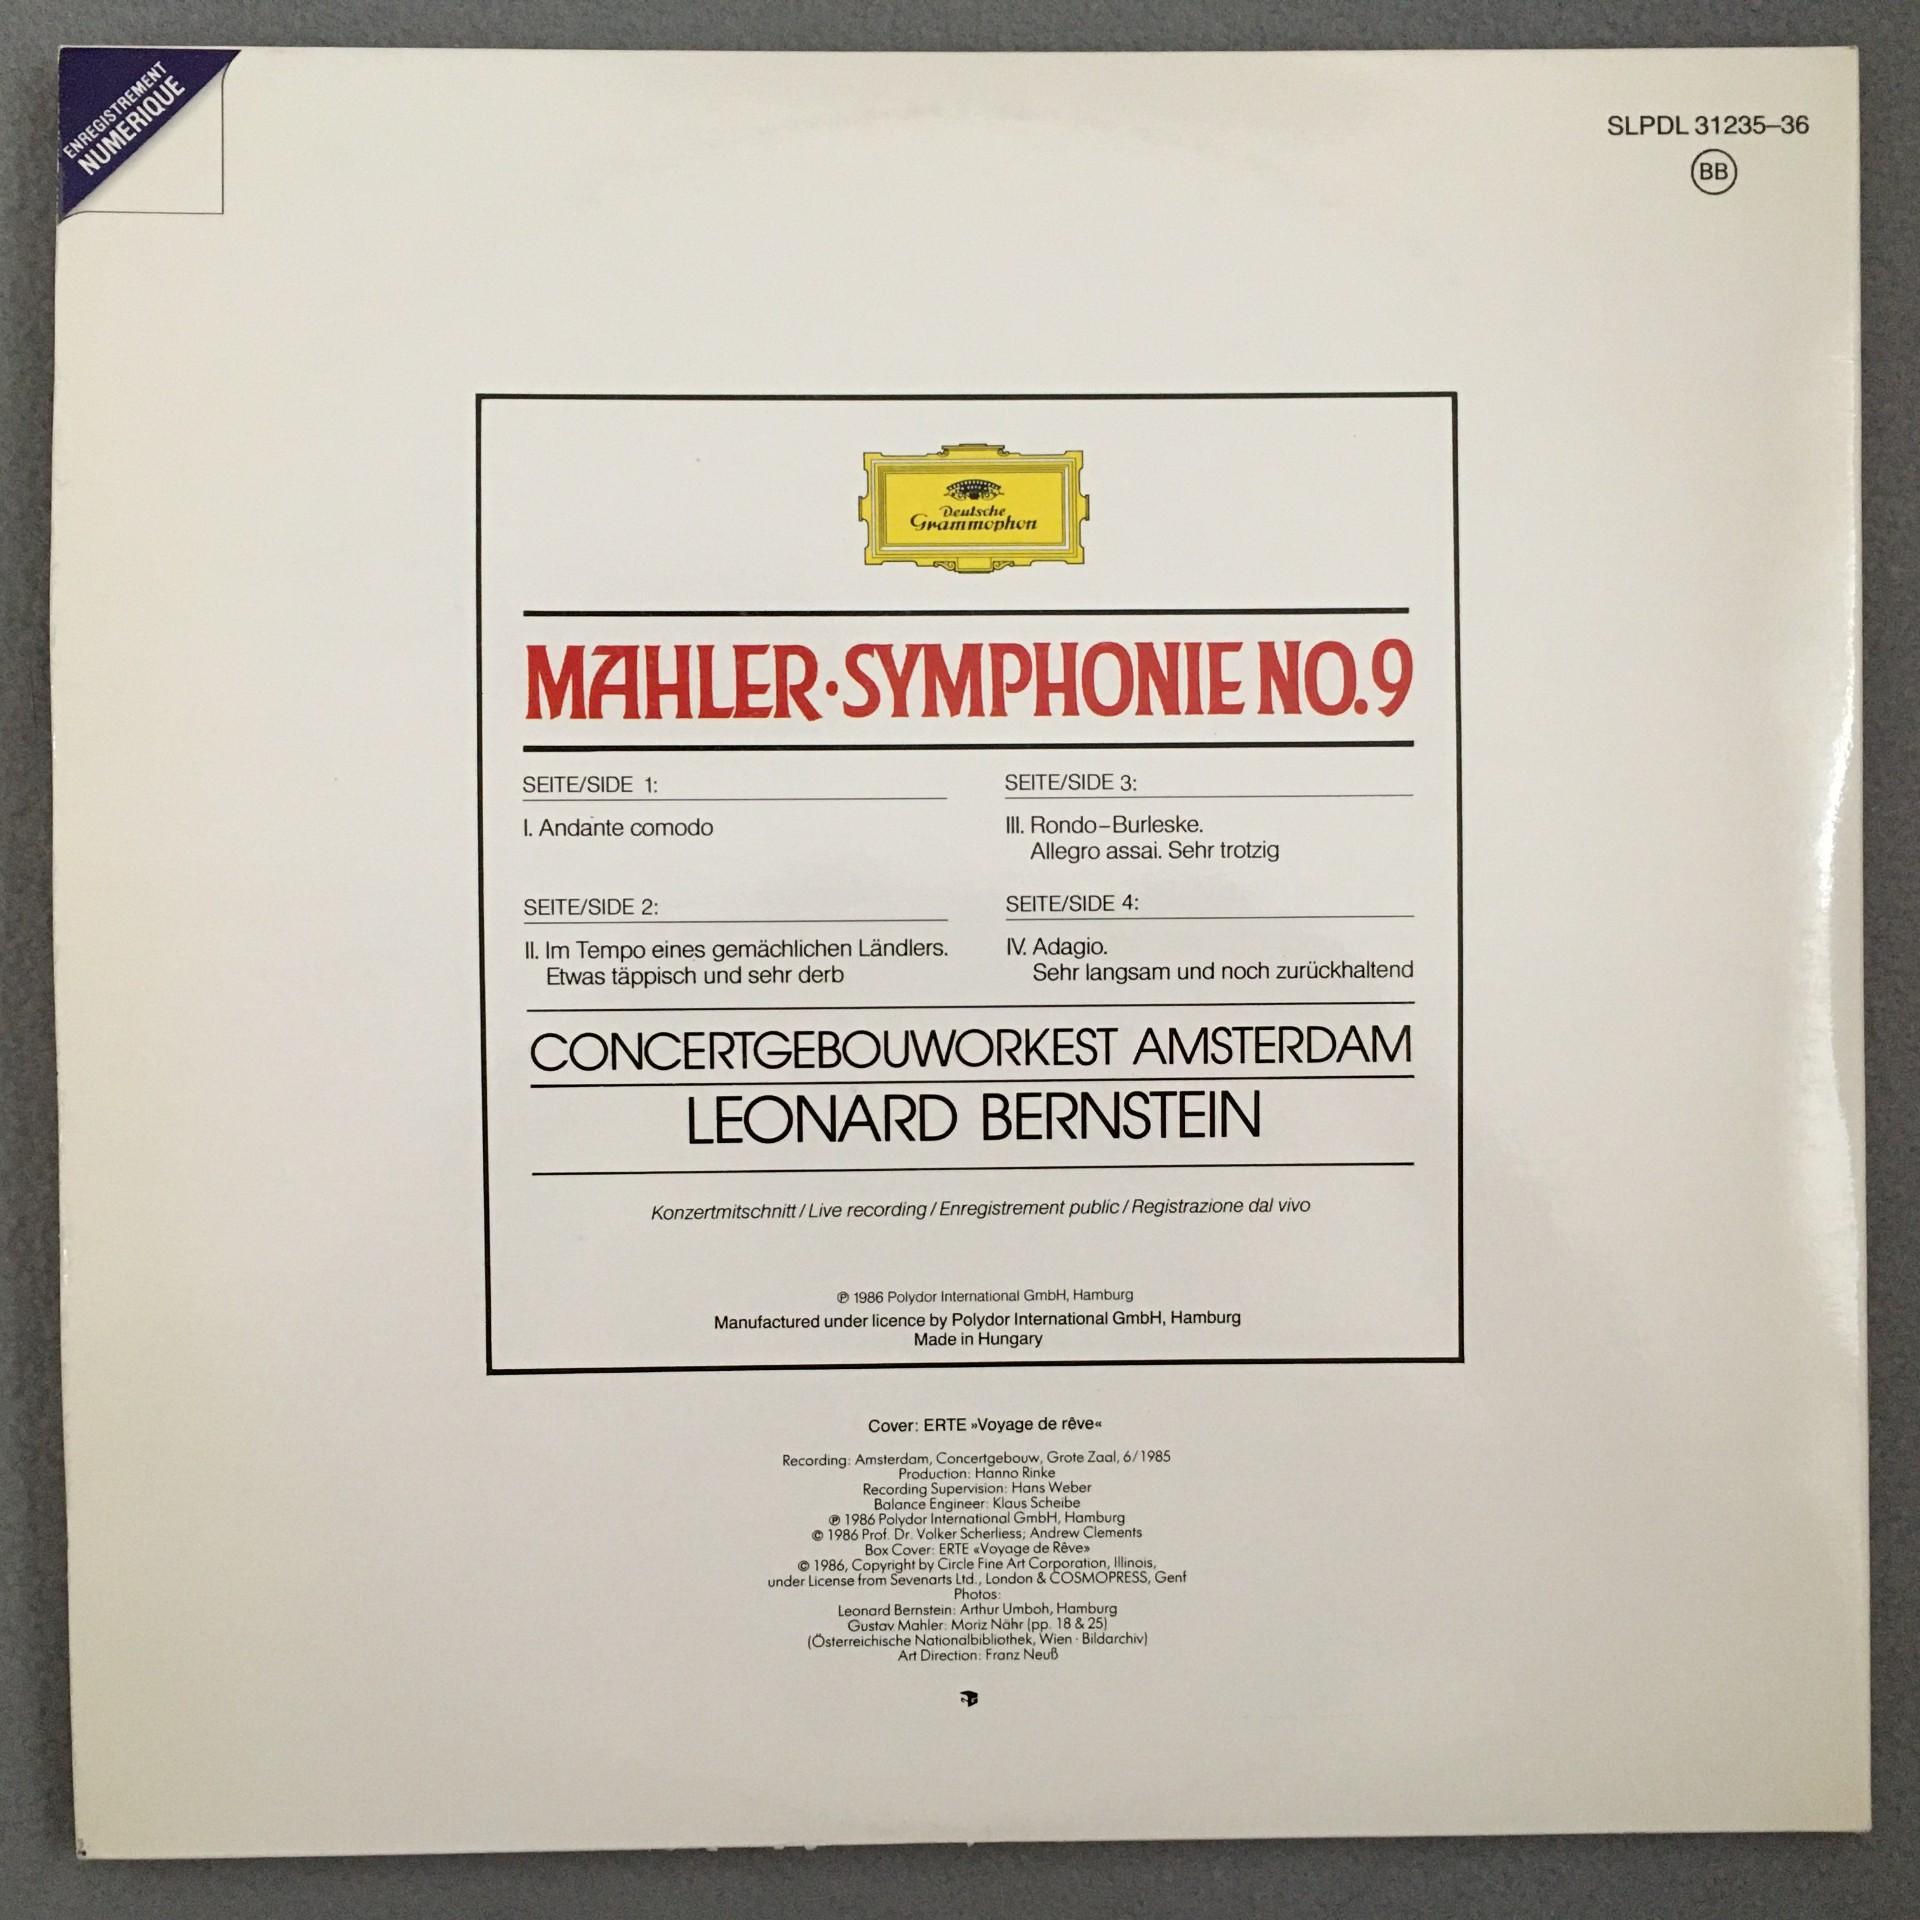 ENREGISTREMENT
NUMERIQUE
SLPDL 31235–36
BB
Deutsche
Grammophon
MAHLER·SYMPHONIE NO.9
SEITE/SIDE 1:
I. Andante comodo
SEITE/SIDE 2:
II. Im Tempo eines gemächlichen Ländlers.
Etwas täppisch und sehr derb
SEITE/SIDE 3:
III. Rondo–Burleske.
Allegro assai. Sehr trotzig
SEITE/SIDE 4:
IV. Adagio.
Sehr langsam und noch zurückhaltend
CONCERTGEBOUWORKEST AMSTERDAM
LEONARD BERNSTEIN
Konzertmitschnitt / Live recording / Enregistrement public / Registrazione dal vivo
℗ 1986 Polydor International GmbH, Hamburg
Manufactured under licence by Polydor International GmbH, Hamburg
Made in Hungary
Cover: ERTE »Voyage de rêve«
Recording: Amsterdam, Concertgebouw, Grote Zaal, 6/1985
Production: Hanno Rinke
Recording Supervision: Hans Weber
Balance Engineer: Klaus Scheibe
℗ 1986 Polydor International GmbH, Hamburg
© 1986 Prof. Dr. Volker Scherliess; Andrew Clements
Box Cover: ERTE «Voyage de Rêve»
© 1986, Copyright by Circle Fine Art Corporation, Illinois,
under License from Sevenarts Ltd., London & COSMOPRESS, Genf
Photos:
Leonard Bernstein: Arthur Umboh, Hamburg
Gustav Mahler: Moriz Nähr (pp. 18 & 25)
(Österreichische Nationalbibliothek, Wien · Bildarchiv)
Art Direction: Franz Neuß